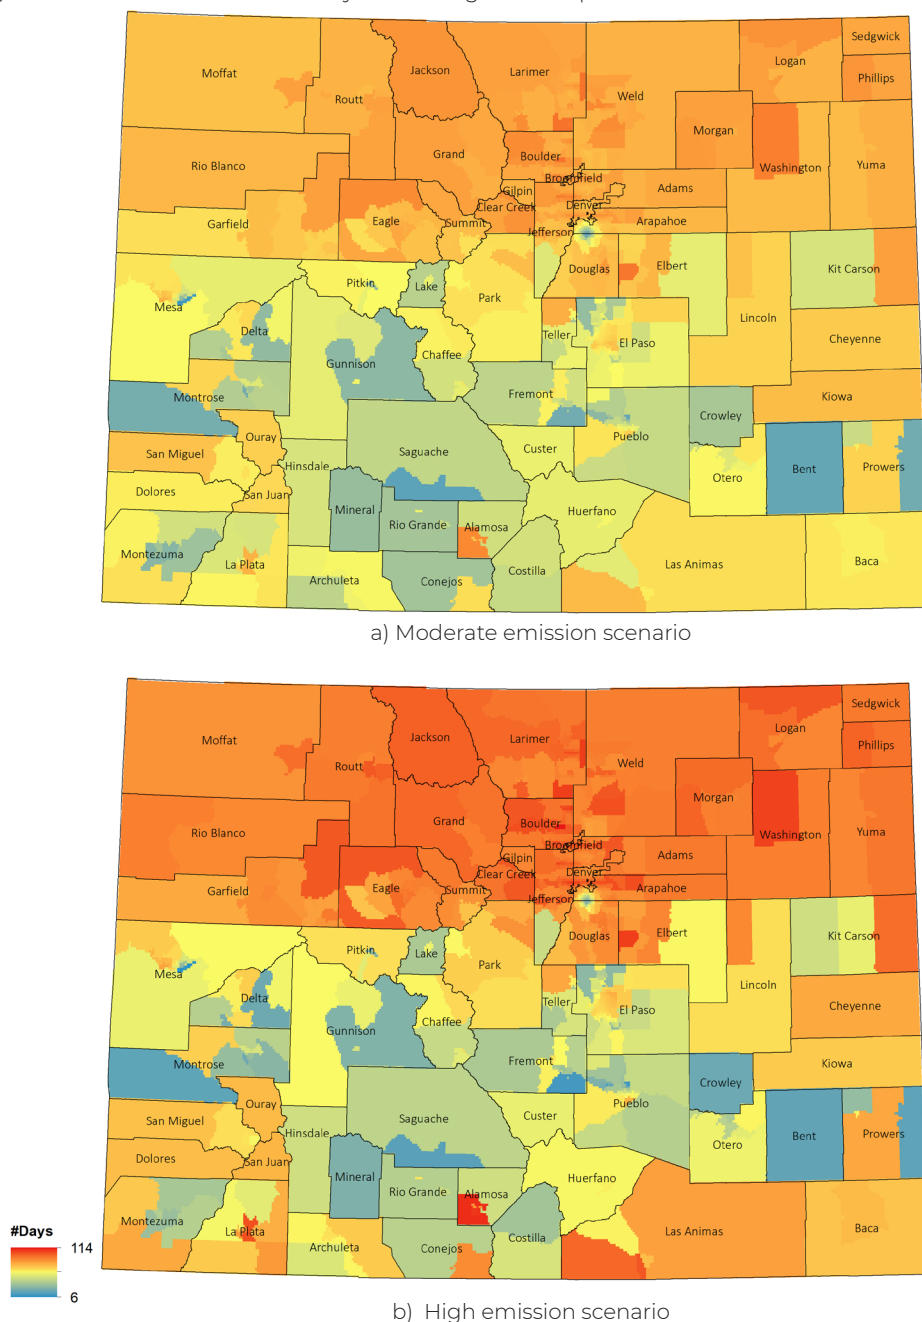 Sedgwick
Logan
Moffat
Jackson
Larimer
Phillips
Routt
Weld
Morgan
Grand
Boulder
Rio Blanco
Washington
Yuma
Broomfield
Gilpin
Adams
Clear Creek
Denver
Garfield
Eagle
Summit
Arapahoe
Jefferson
Douglas
Elbert
Kit Carson
Pitkin
Lake
Park
Mesa
Lincoln
Delta
Teller
El Paso
Cheyenne
Chaffee
Gunnison
Fremont
Montrose
Kiowa
Crowley
Ouray
Pueblo
Custer
San Miguel
Saguache
Hinsdale
Bent
Prowers
Otero
Dolores
San Juan
Mineral
Huerfano
Rio Grande
Alamosa
Montezuma
La Plata
Las Animas
Baca
Archuleta
Conejos
Costilla
a) Moderate emission scenario
Sedgwick
Logan
Moffat
Jackson
Larimer
Phillips
Routt
Weld
Morgan
Grand
Boulder
Rio Blanco
Washington
Yuma
Broomfield
Gilpin
Adams
Clear Creek
Denver
Garfield
Eagle
Summit
Arapahoe
Jefferson
Douglas
Elbert
Kit Carson
Pitkin
Lake
Park
Mesa
Lincoln
Delta
Teller
El Paso
Cheyenne
Chaffee
Gunnison
Fremont
Montrose
Kiowa
Crowley
Ouray
Pueblo
Custer
San Miguel
Saguache
Hinsdale
Bent
Prowers
Otero
Dolores
San Juan
Mineral
Huerfano
Rio Grande
Alamosa
Montezuma
La Plata
Las Animas
Baca
Archuleta
Conejos
Costilla
#Days
114
6
b) High emission scenario